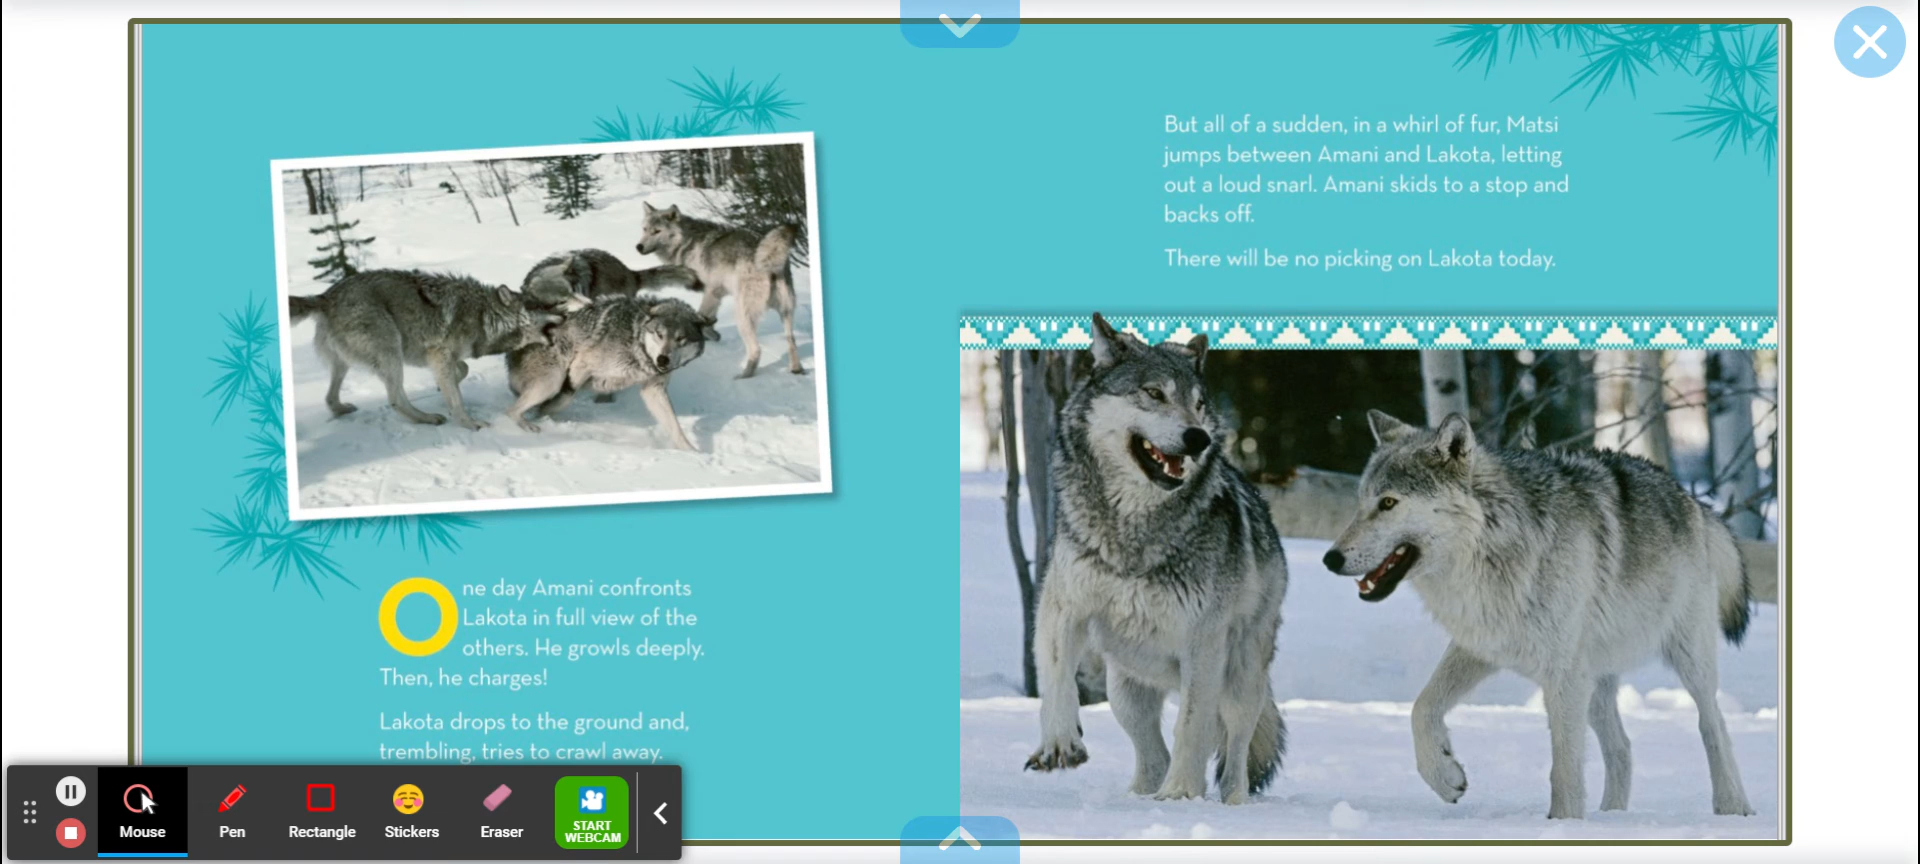 One day Amani confronts
Lakota in full view of the
others. He growls deeply.
Then, he charges!
Lakota drops to the ground and,
trembling, tries to crawl away.
But all of a sudden, in a whirl of fur, Matsi
jumps between Amani and Lakota, letting
out a loud snarl. Amani skids to a stop and
backs off.
There will be no picking on Lakota today.
Mouse
Pen
Rectangle
Stickers
Eraser
START
WEBCAM